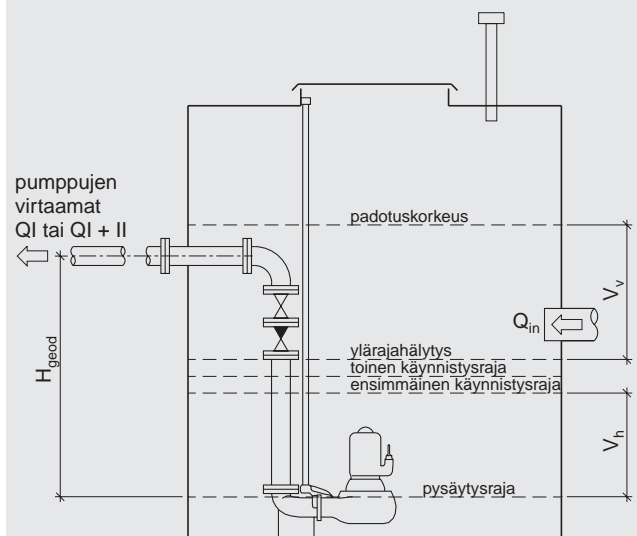 pumppujen
virtaamat
QI tai QI + II
padotuskorkeus
Vv
Qin
ylärajahälytys
toinen käynnistysraja
ensimmäinen käynnistysraja
Hgeod
Vh
pysäytysraja